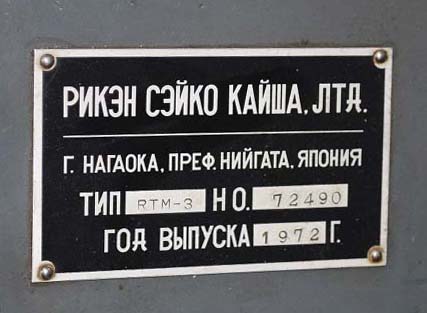 РИКЭН СЭЙКО КАЙША, ЛТД.
Г. НАГАОКА, ПРЕФ. НИЙГАТА, ЯПОНИЯ
ТИП RTM-3 НО. 72490
ГОД ВЫПУСКА 1972 Г.